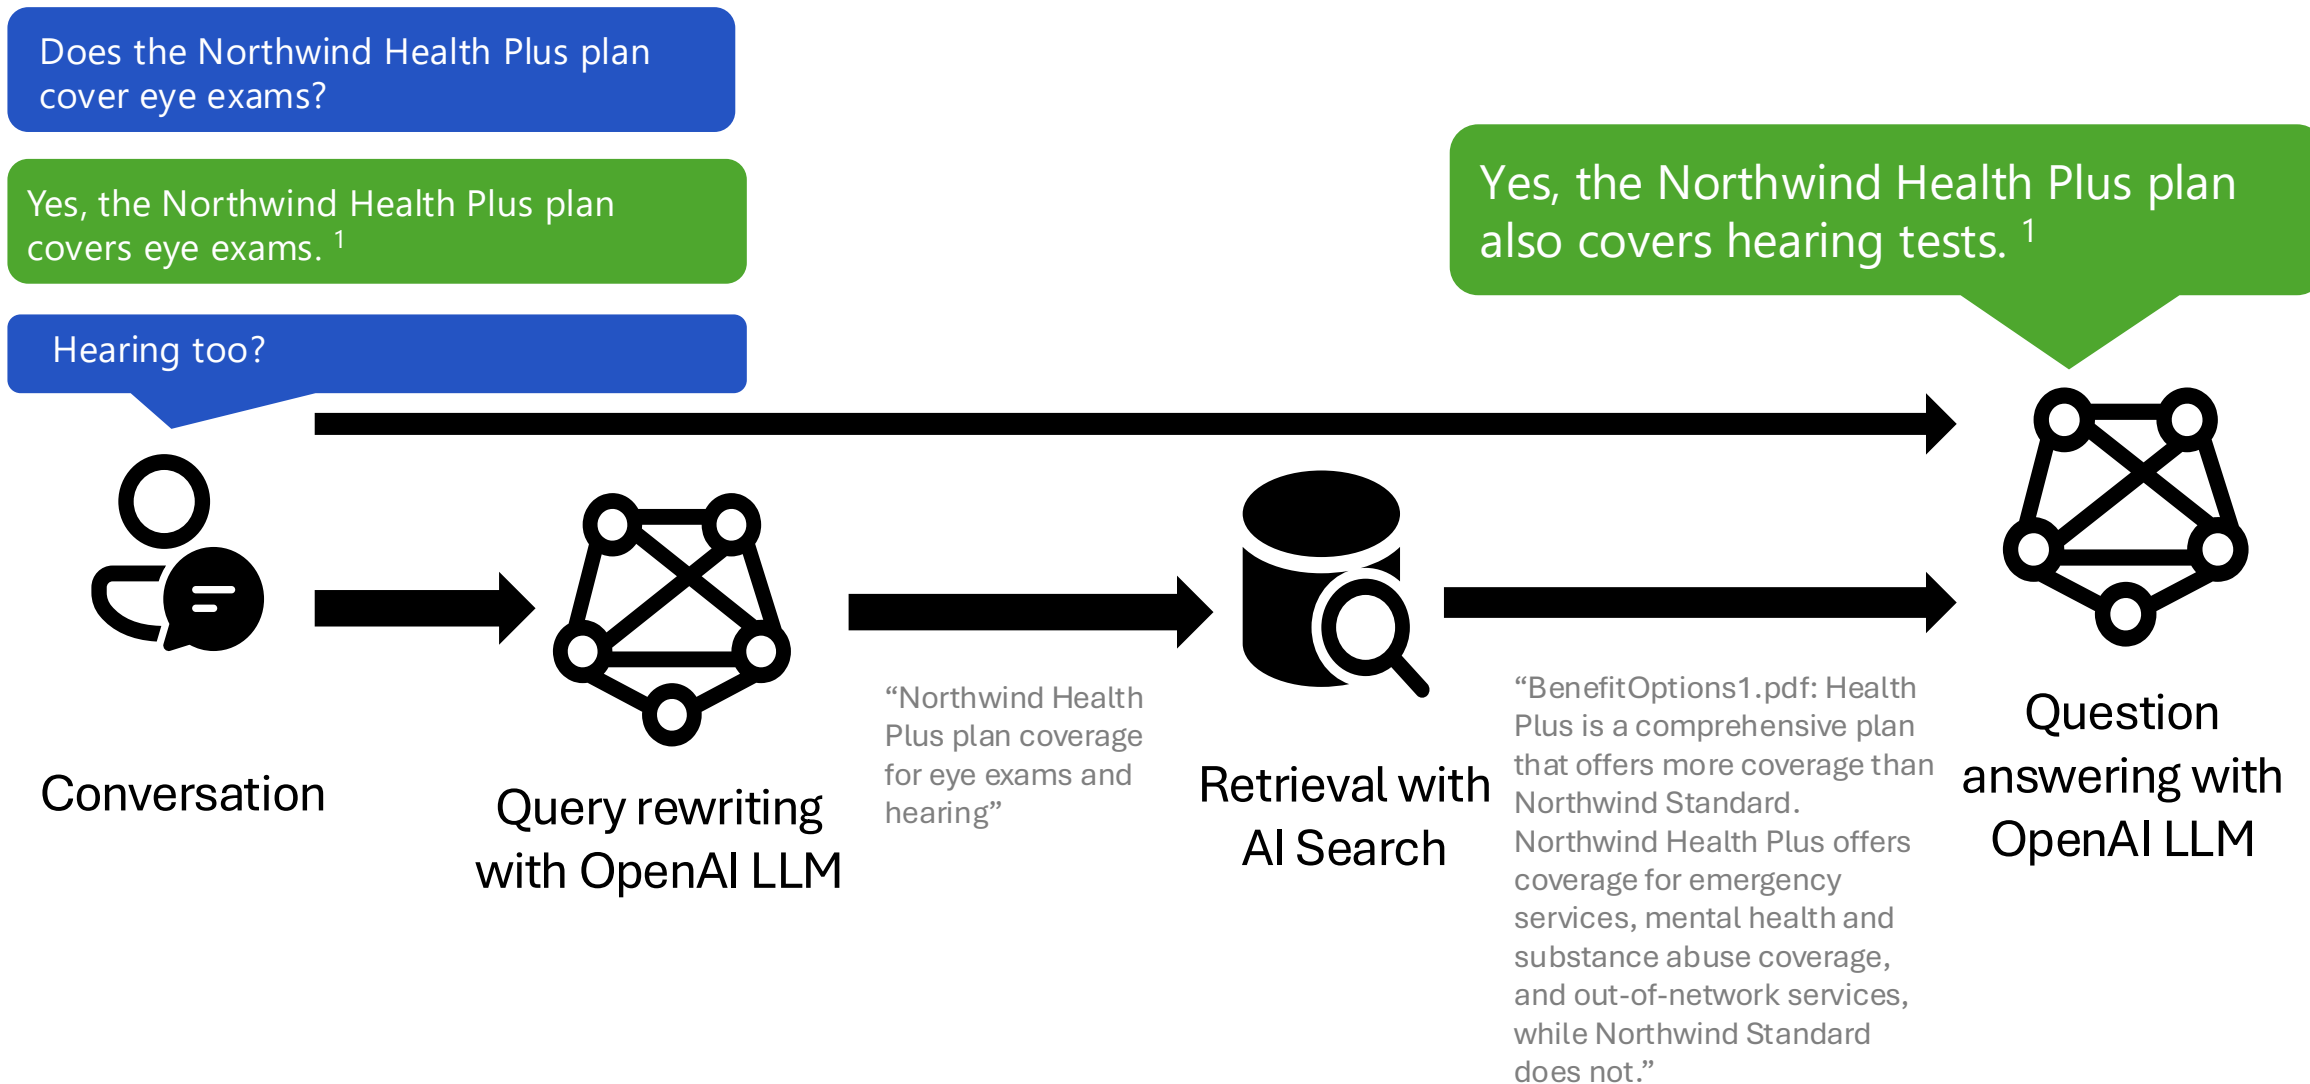 Does the Northwind Health Plus plan
cover eye exams?
Yes, the Northwind Health Plus plan
covers eye exams. 1
Hearing too?
Yes, the Northwind Health Plus plan
also covers hearing tests. 1
Conversation
Query rewriting
with OpenAI LLM
“Northwind Health
Plus plan coverage
for eye exams and
hearing”
Retrieval with
AI Search
“BenefitOptions1.pdf: Health
Plus is a comprehensive plan
that offers more coverage than
Northwind Standard.
Northwind Health Plus offers
coverage for emergency
services, mental health and
substance abuse coverage,
and out-of-network services,
while Northwind Standard
does not.”
Question
answering with
OpenAI LLM